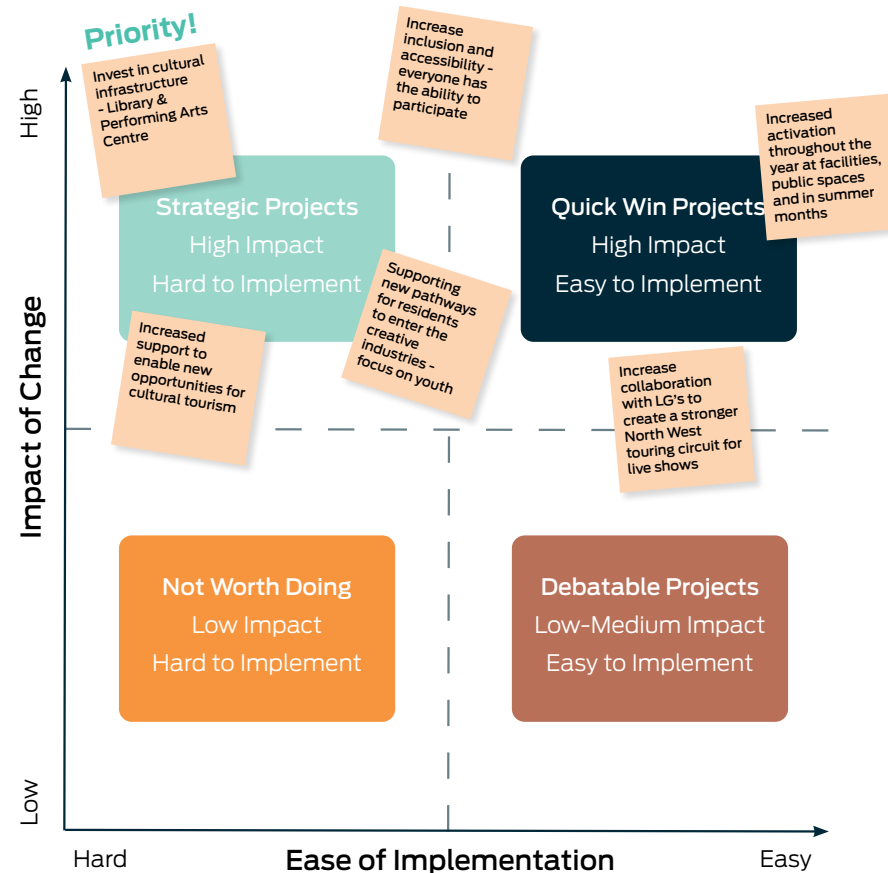 Priority!
Invest in cultural
infrastructure
- Library &
Performing Arts
Centre
Increase
inclusion and
accessibility -
everyone has
the ability to
participate
Increased
activation
throughout the
year at facilities,
public spaces
and in summer
months
High
Strategic Projects
High Impact
Hard to Implement
Quick Win Projects
High Impact
Easy to Implement
Supporting
new pathways
for residents
to enter the
creative
industries -
focus on youth
Increased
support to
enable new
opportunities for
cultural tourism
Increase
collaboration
with LG's to
create a stronger
North West
touring circuit for
live shows
Impact of Change
Not Worth Doing
Low Impact
Hard to Implement
Debatable Projects
Low-Medium Impact
Easy to Implement
Low
Hard
Ease of Implementation
Easy